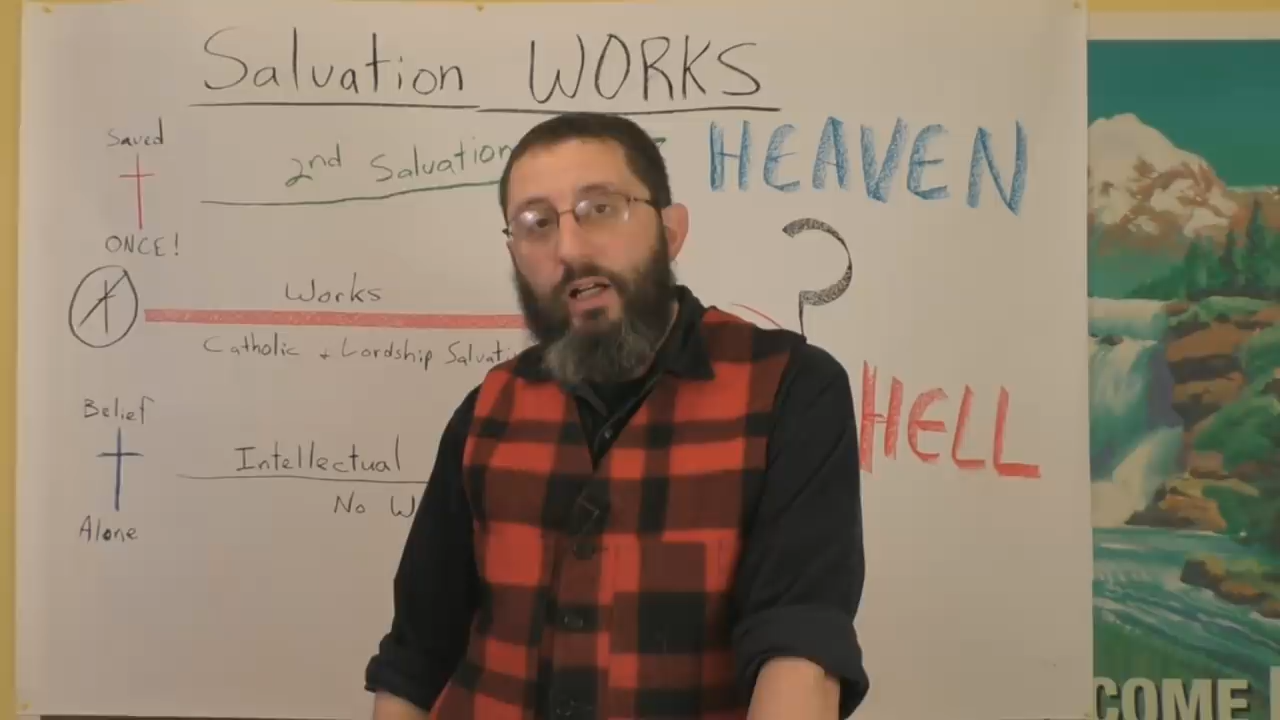 Salvation WORKS
Saved
ONCE!
2nd Salvation
HEAVEN
?
Works
Catholic + Lordship
HELL
Belief
Alone
Intellectual
No
COME